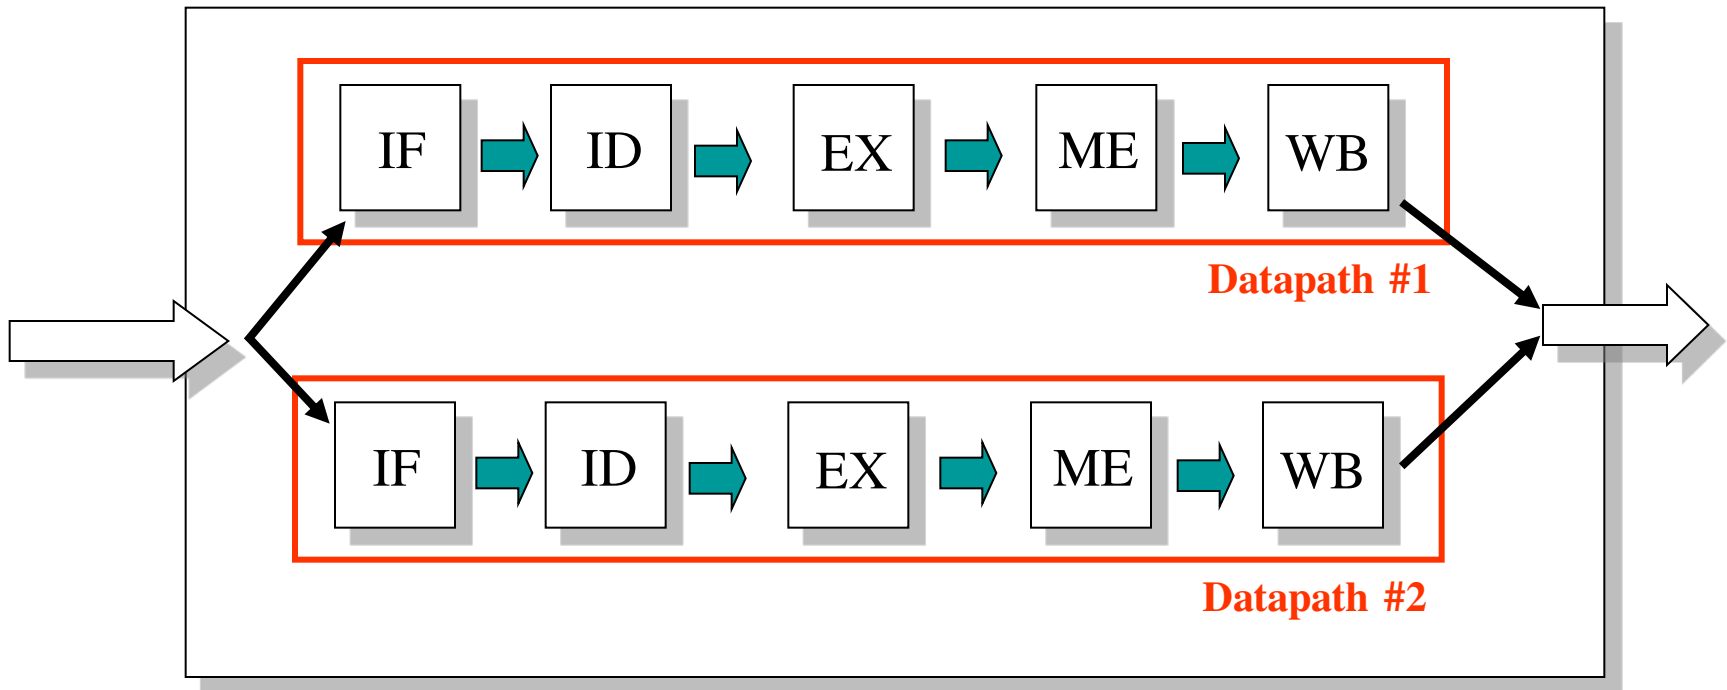 IF ID EX ME WB
Datapath #1
IF ID EX ME WB
Datapath #2